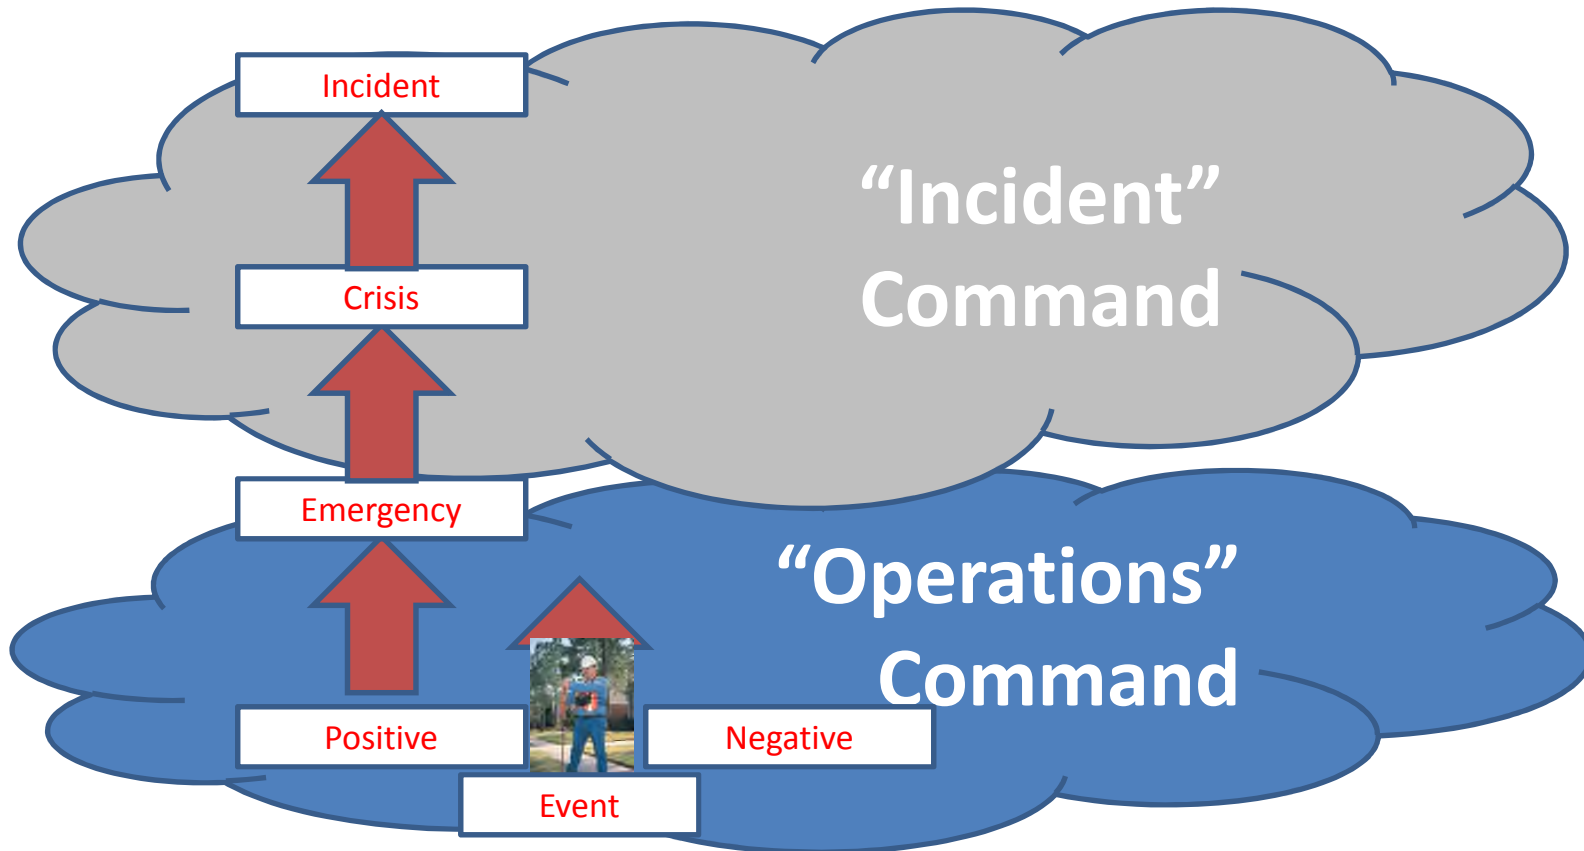 Incident
“Incident”
Command
Crisis
Emergency
“Operations”
Command
Positive
Negative
Event